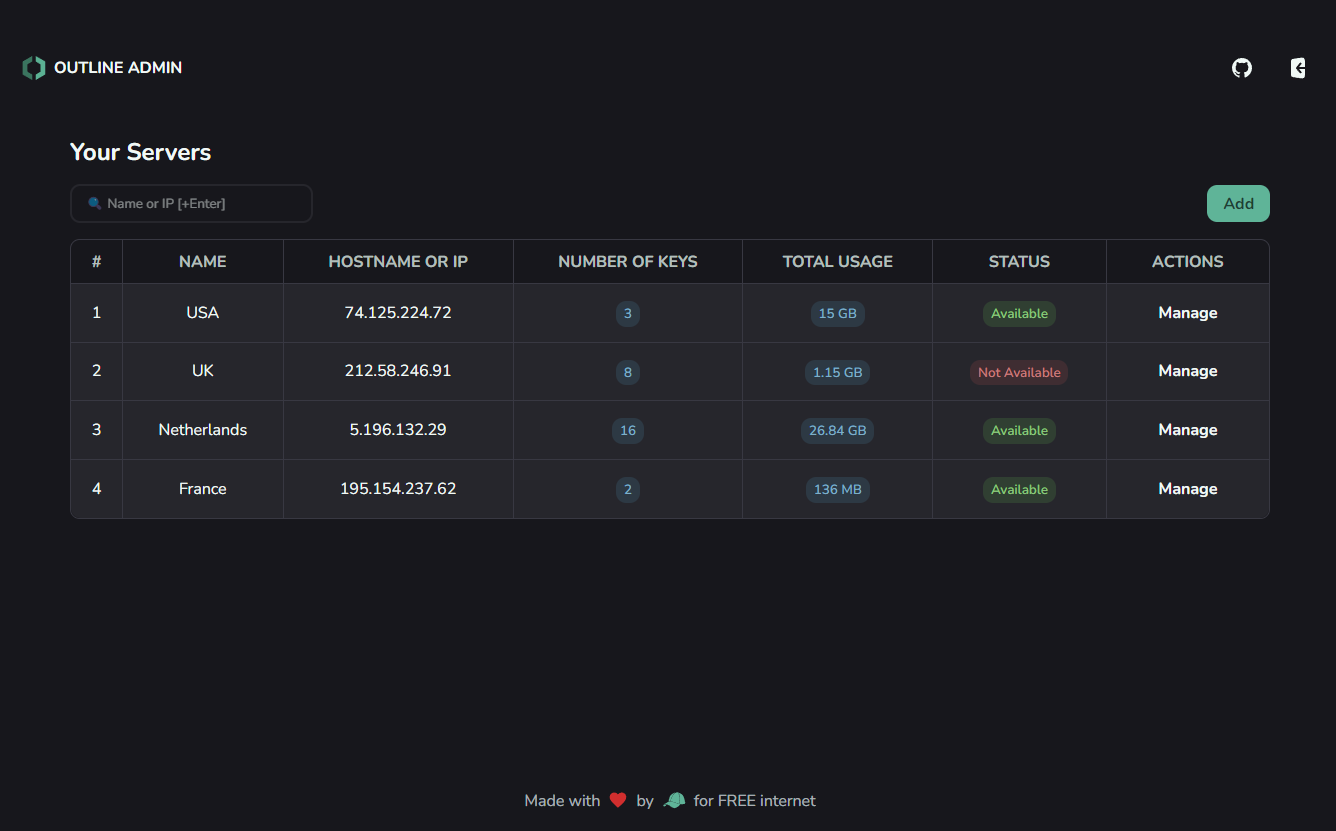 OUTLINE ADMIN
Your Servers
Name or IP [+Enter]
Add
# NAME HOSTNAME OR IP NUMBER OF KEYS TOTAL USAGE STATUS ACTIONS
1 USA 74.125.224.72 3 15 GB Available Manage
2 UK 212.58.246.91 8 1.15 GB Not Available Manage
3 Netherlands 5.196.132.29 16 26.84 GB Available Manage
4 France 195.154.237.62 2 136 MB Available Manage
Made with by for FREE internet